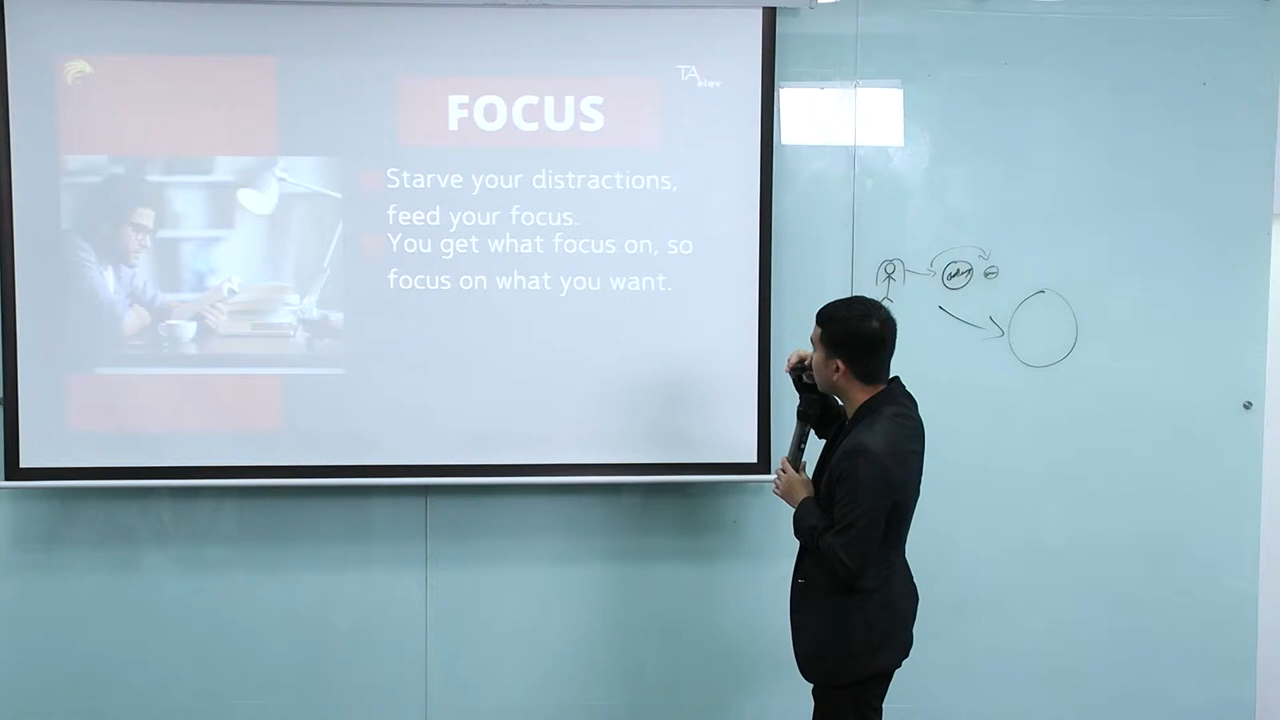 TA
elev
FOCUS
Starve your distractions,
feed your focus.
You get what focus on, so
focus on what you want.